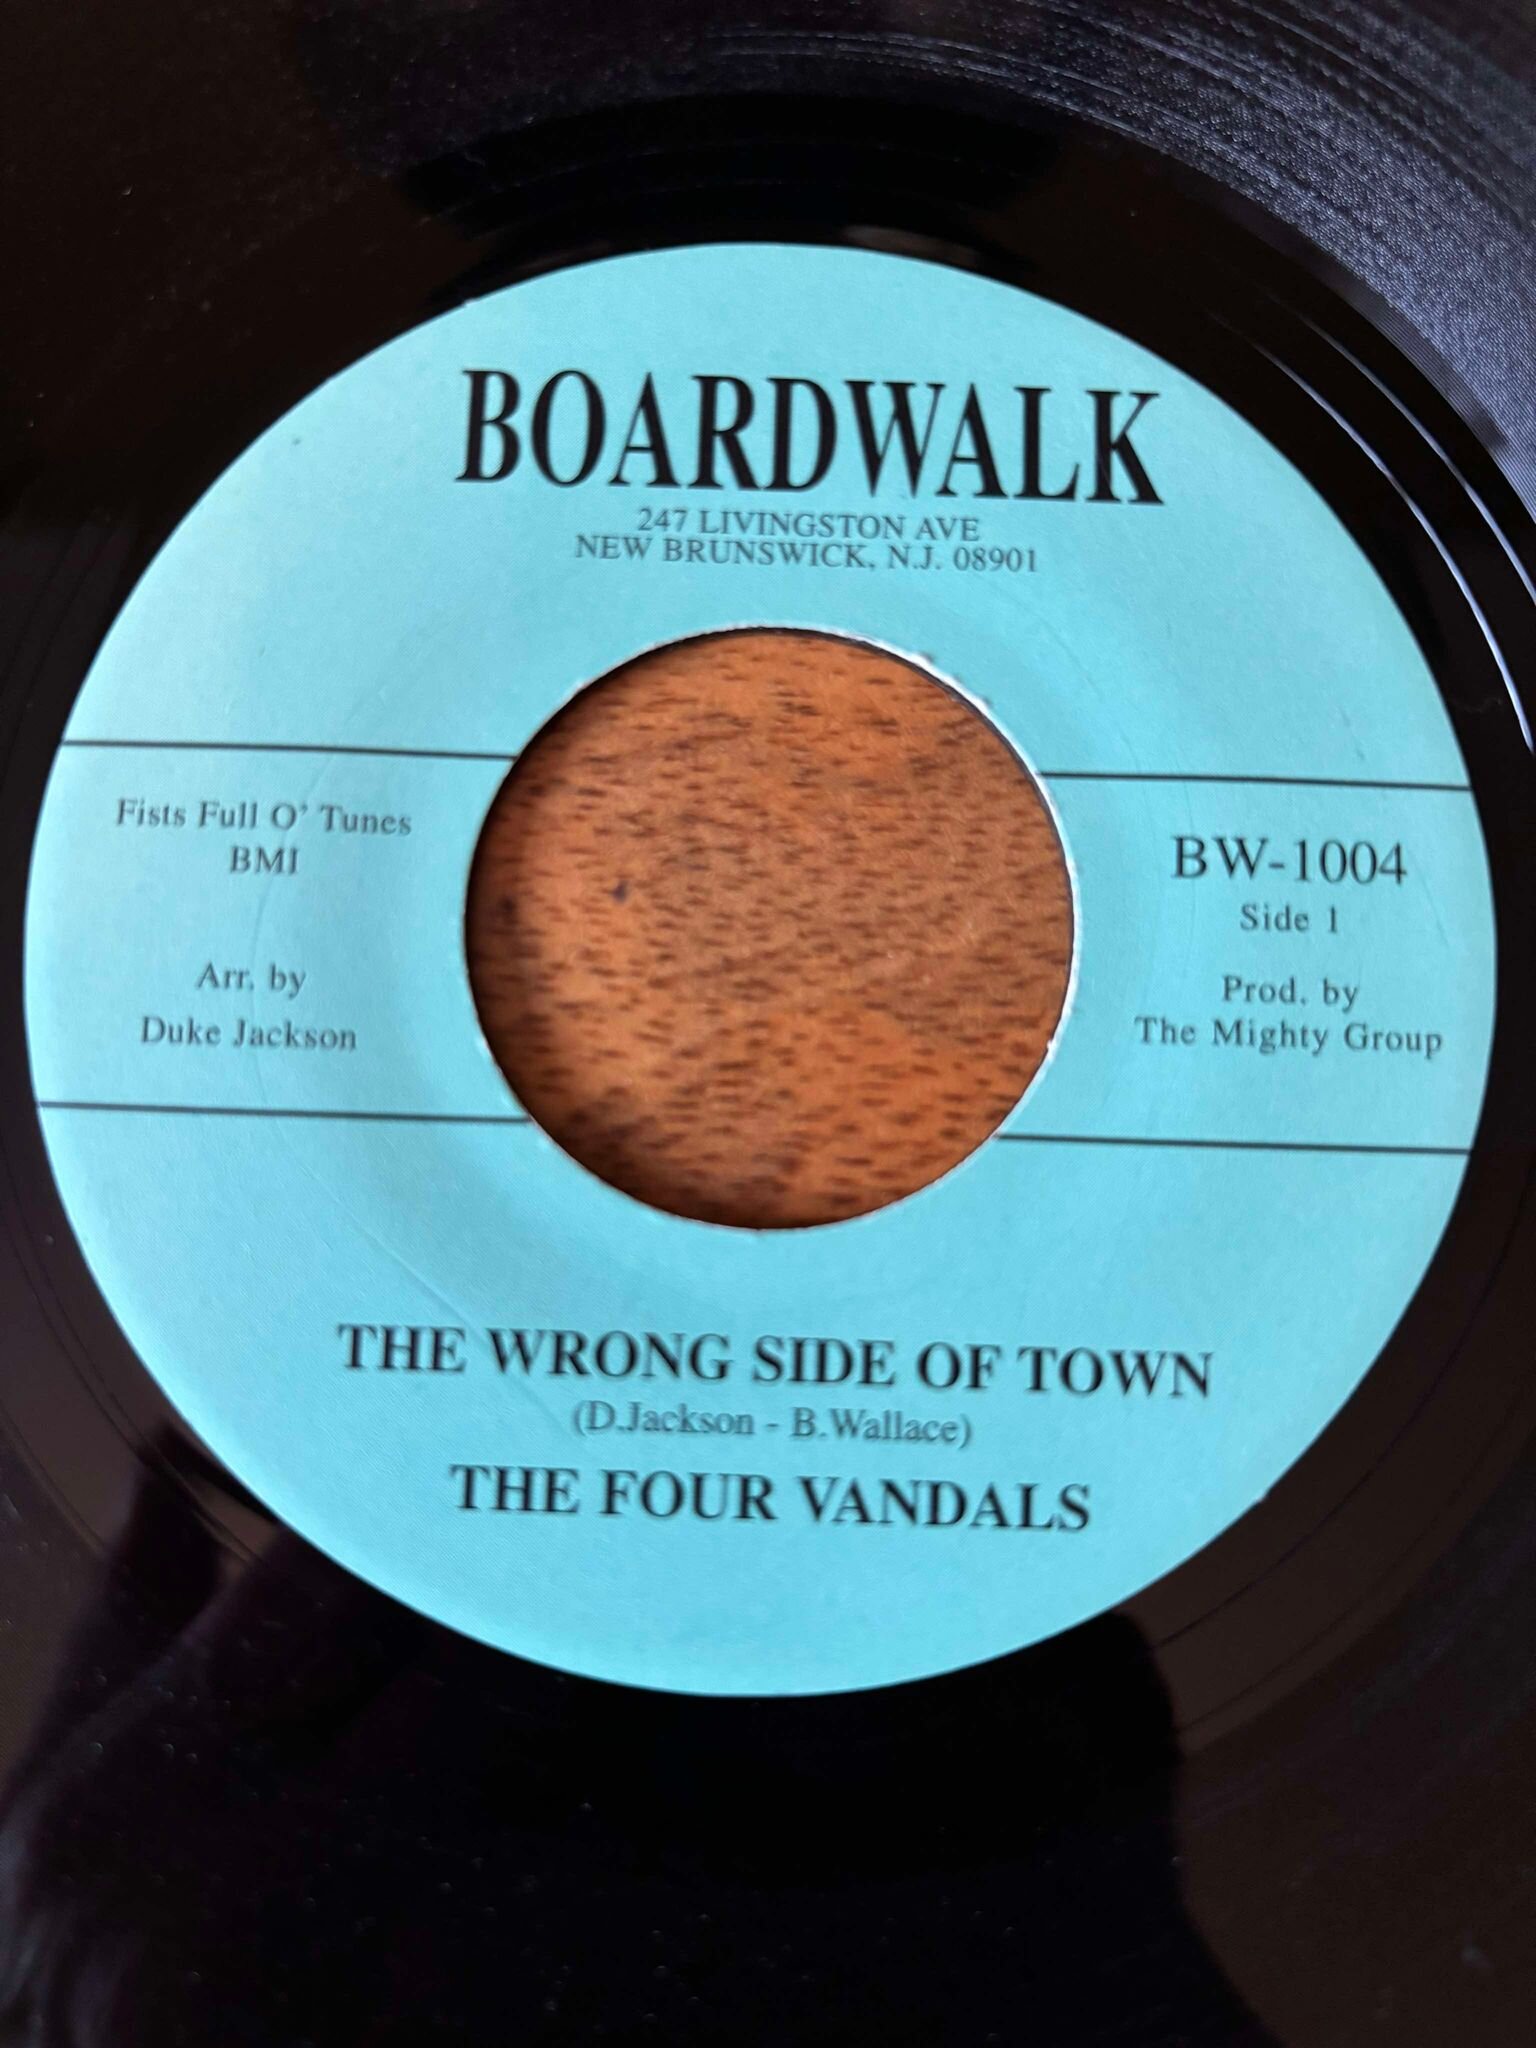 BOARDWALK
247 LIVINGSTON AVE
NEW BRUNSWICK, N.J. 08901
Fists Full O' Tunes
BMI
Arr. by
Duke Jackson
BW-1004
Side 1
Prod. by
The Mighty Group
THE WRONG SIDE OF TOWN
(D.Jackson - B.Wallace)
THE FOUR VANDALS